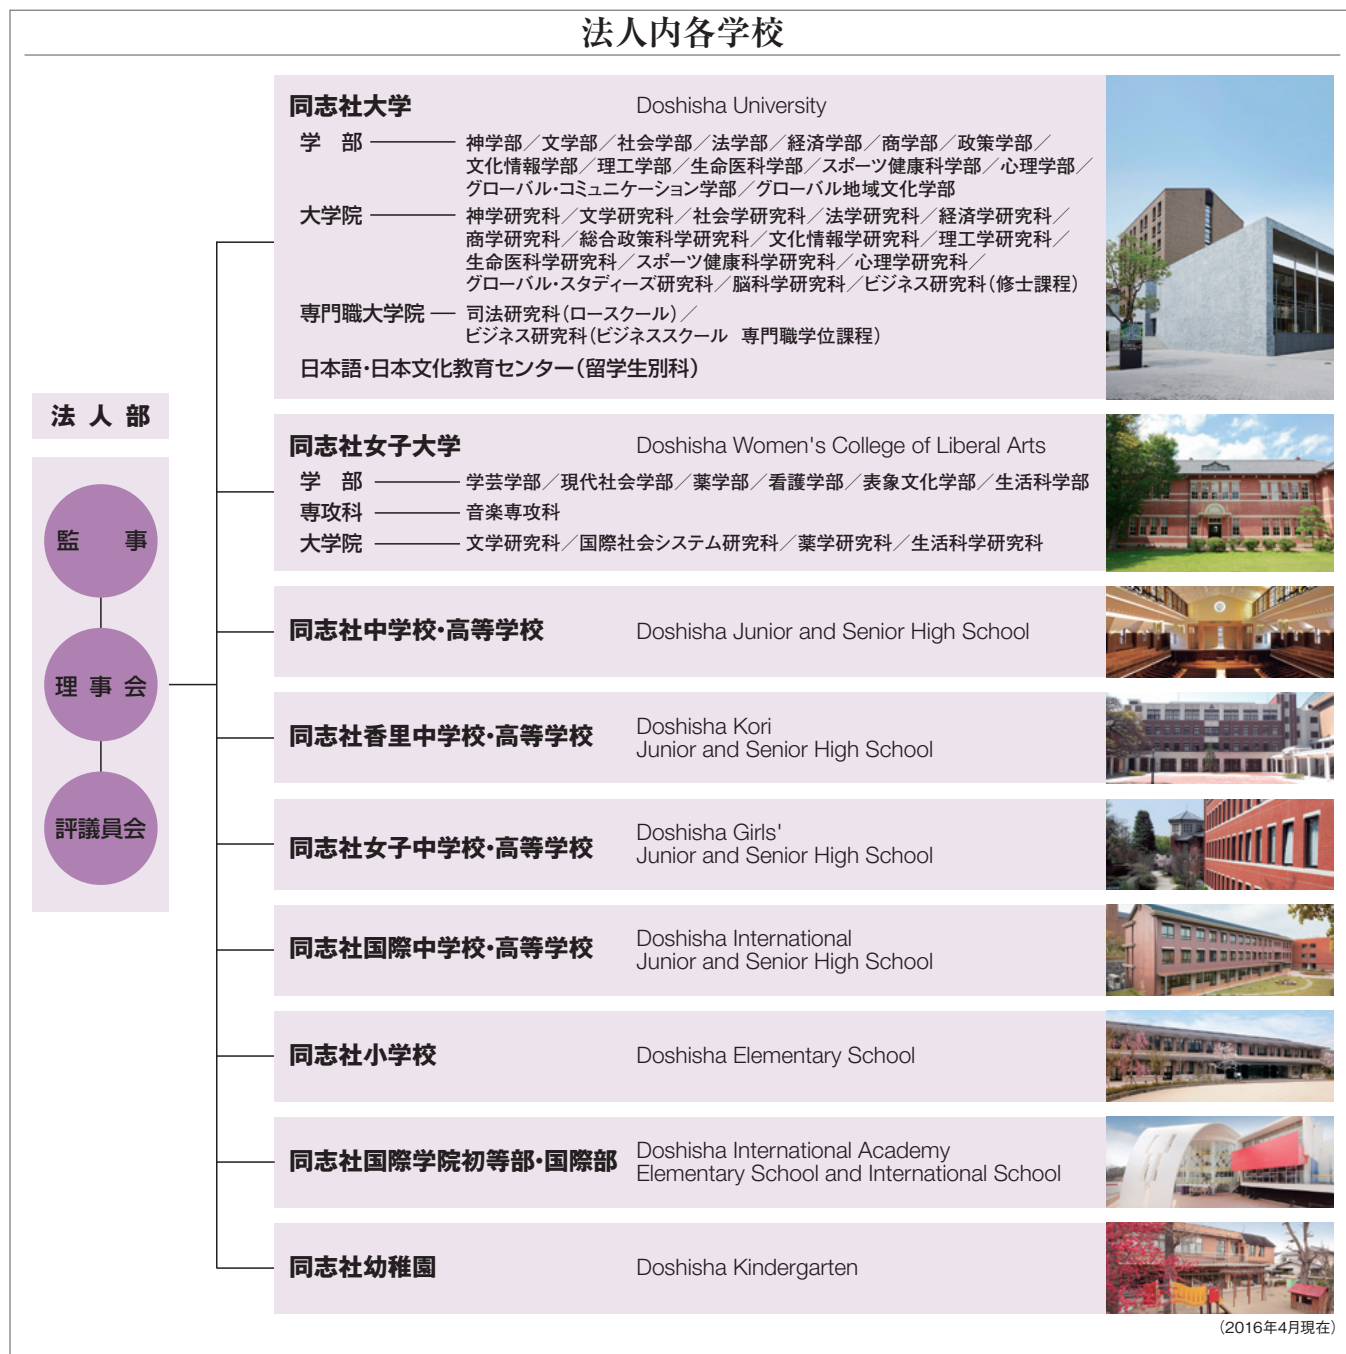 法人内各学校
法人部
監事
理事会
評議員会
同志社大学 Doshisha University
学部 神学部／文学部／社会学部／法学部／経済学部／商学部／政策学部／
文化情報学部／理工学部／生命医科学部／スポーツ健康科学部／心理学部／
グローバル・コミュニケーション学部／グローバル地域文化学部
大学院 神学研究科／文学研究科／社会学研究科／法学研究科／経済学研究科／
商学研究科／総合政策科学研究科／文化情報学研究科／理工学研究科／
生命医科学研究科／スポーツ健康科学研究科／心理学研究科／
グローバル・スタディーズ研究科／脳科学研究科／ビジネス研究科（修士課程）
専門職大学院 司法研究科（ロースクール）／
ビジネス研究科（ビジネススクール 専門職学位課程）
日本語・日本文化教育センター（留学生別科）
同志社女子大学 Doshisha Women's College of Liberal Arts
学部 学芸学部／現代社会学部／薬学部／看護学部／表象文化学部／生活科学部
専攻科 音楽専攻科
大学院 文学研究科／国際社会システム研究科／薬学研究科／生活科学研究科
同志社中学校・高等学校 Doshisha Junior and Senior High School
同志社香里中学校・高等学校 Doshisha Kori
Junior and Senior High School
同志社女子中学校・高等学校 Doshisha Girls'
Junior and Senior High School
同志社国際中学校・高等学校 Doshisha International
Junior and Senior High School
同志社小学校 Doshisha Elementary School
同志社国際学院初等部・国際部 Doshisha International Academy
Elementary School and International School
同志社幼稚園 Doshisha Kindergarten
（2016年4月現在）